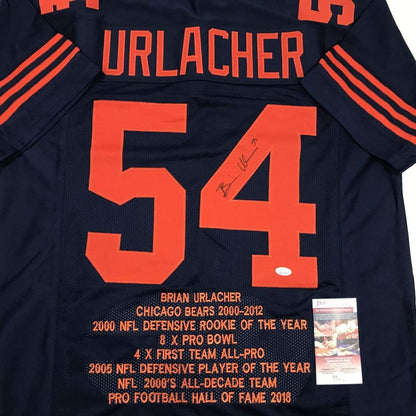 54
URLACHER
54
Brian Urlacher
BRIAN URLACHER
CHICAGO BEARS 2000-2012
2000 NFL DEFENSIVE ROOKIE OF THE YEAR
8 X PRO BOWL
4 X FIRST TEAM ALL-PRO
2005 NFL DEFENSIVE PLAYER OF THE YEAR
NFL 2000'S ALL-DECADE TEAM
PRO FOOTBALL HALL OF FAME 2018
JSA